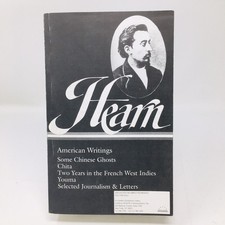 Hearn
American Writings
Some Chinese Ghosts
Chita
Two Years in the French West Indies
Youma
Selected Journalism & Letters